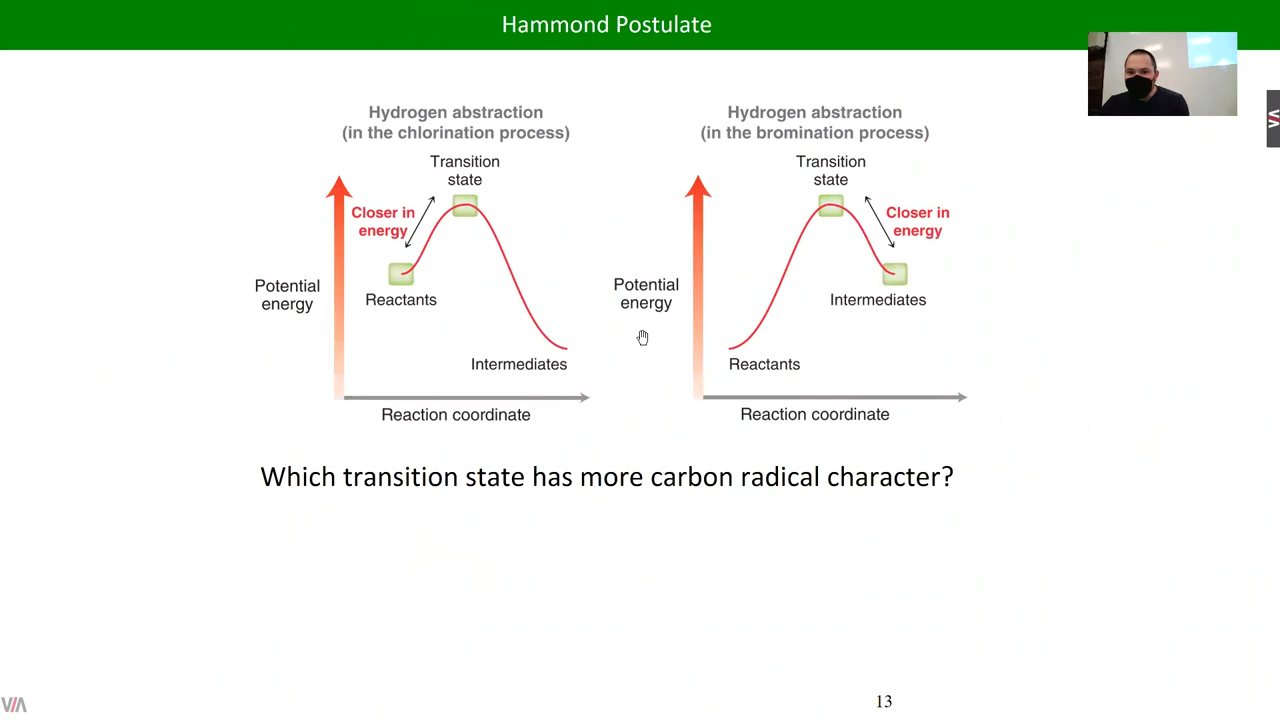 Hammond Postulate
Hydrogen abstraction
(in the chlorination process)
Transition
state
Closer in
energy
Potential
energy
Reactants
Intermediates
Reaction coordinate
Hydrogen abstraction
(in the bromination process)
Transition
state
Closer in
energy
Potential
energy
Intermediates
Reactants
Reaction coordinate
Which transition state has more carbon radical character?
13
VIA